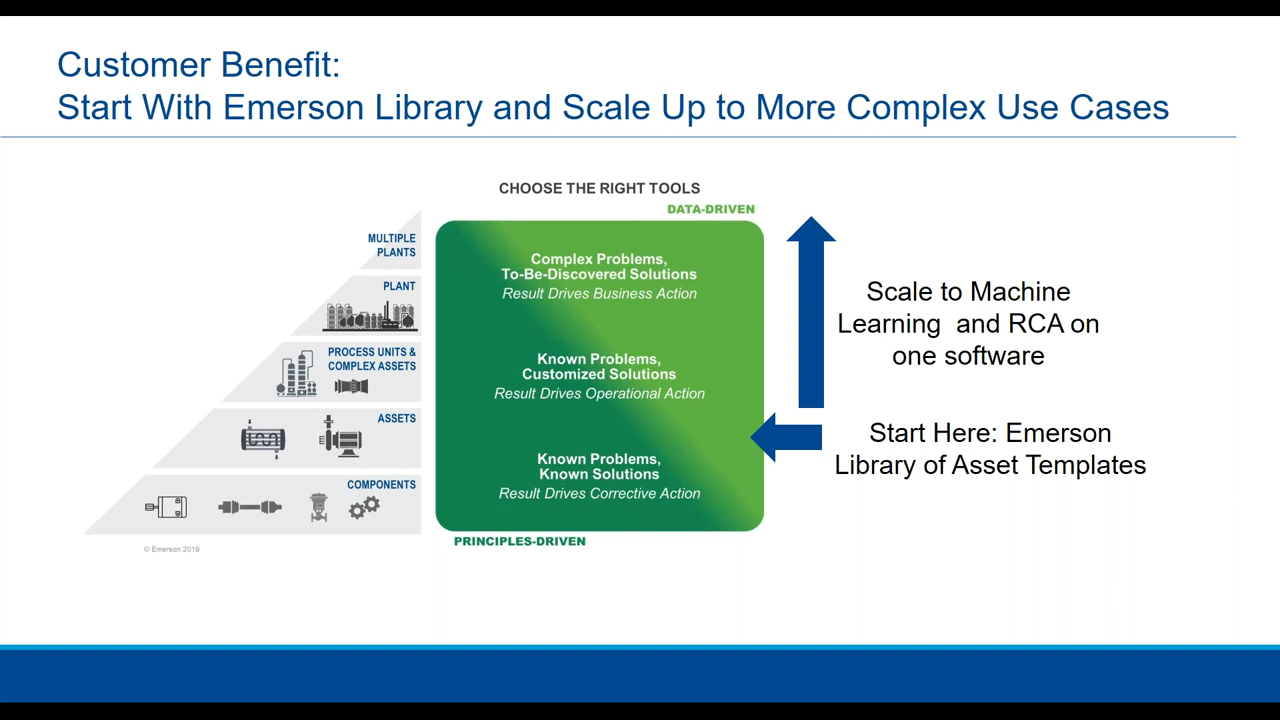 Customer Benefit:
Start With Emerson Library and Scale Up to More Complex Use Cases
CHOOSE THE RIGHT TOOLS
DATA-DRIVEN
MULTIPLE
PLANTS
PLANT
PROCESS UNITS &
COMPLEX ASSETS
ASSETS
COMPONENTS
© Emerson 2019
Complex Problems,
To-Be-Discovered Solutions
Result Drives Business Action
Known Problems,
Customized Solutions
Result Drives Operational Action
Known Problems,
Known Solutions
Result Drives Corrective Action
PRINCIPLES-DRIVEN
Scale to Machine
Learning and RCA on
one software
Start Here: Emerson
Library of Asset Templates